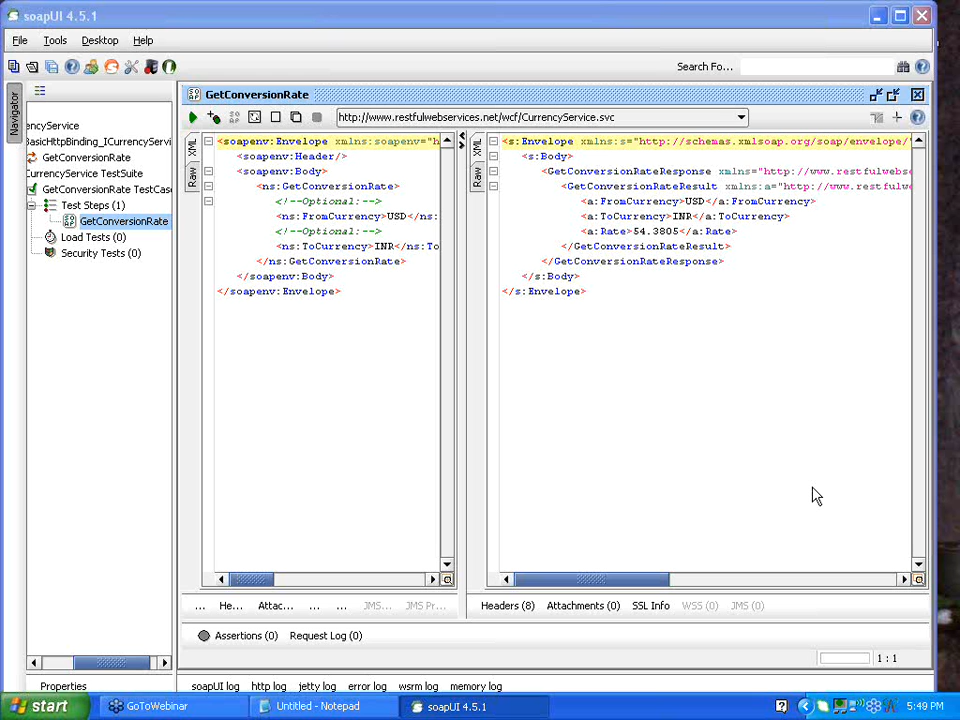 soapUI 4.5.1
File Tools Desktop Help
Search Fo...
Navigator
GetConversionRate
http://www.restfulwebservices.net/wcf/CurrencyService.svc
encyService
BasicHttpBinding_ICurrencyServi
GetConversionRate
CurrencyService TestSuite
GetConversionRate TestCas
Test Steps (1)
GetConversionRate
Load Tests (0)
Security Tests (0)
XML
Raw
<soapenv:Envelope xmlns:soapenv="h
<soapenv:Header/>
<soapenv:Body>
<ns:GetConversionRate>
<!--Optional:-->
<ns:FromCurrency>USD</ns:
<!--Optional:-->
<ns:ToCurrency>INR</ns:To
</ns:GetConversionRate>
</soapenv:Body>
</soapenv:Envelope>
XML
Raw
<s:Envelope xmlns:s="http://schemas.xmlsoap.org/soap/envelope/"
<s:Body>
<GetConversionRateResponse xmlns="http://www.restfulwebs
<GetConversionRateResult xmlns:a="http://www.restfulwe
<a:FromCurrency>USD</a:FromCurrency>
<a:ToCurrency>INR</a:ToCurrency>
<a:Rate>54.3805</a:Rate>
</GetConversionRateResult>
</GetConversionRateResponse>
</s:Body>
</s:Envelope>
... He... Attac... ... ... JMS... JMS Pr...
Headers (8) Attachments (0) SSL Info WSS (0) JMS (0)
Assertions (0) Request Log (0)
1 : 1
Properties
soapUI log http log jetty log error log wsrm log memory log
start GoToWebinar Untitled - Notepad soapUI 4.5.1 5:49 PM